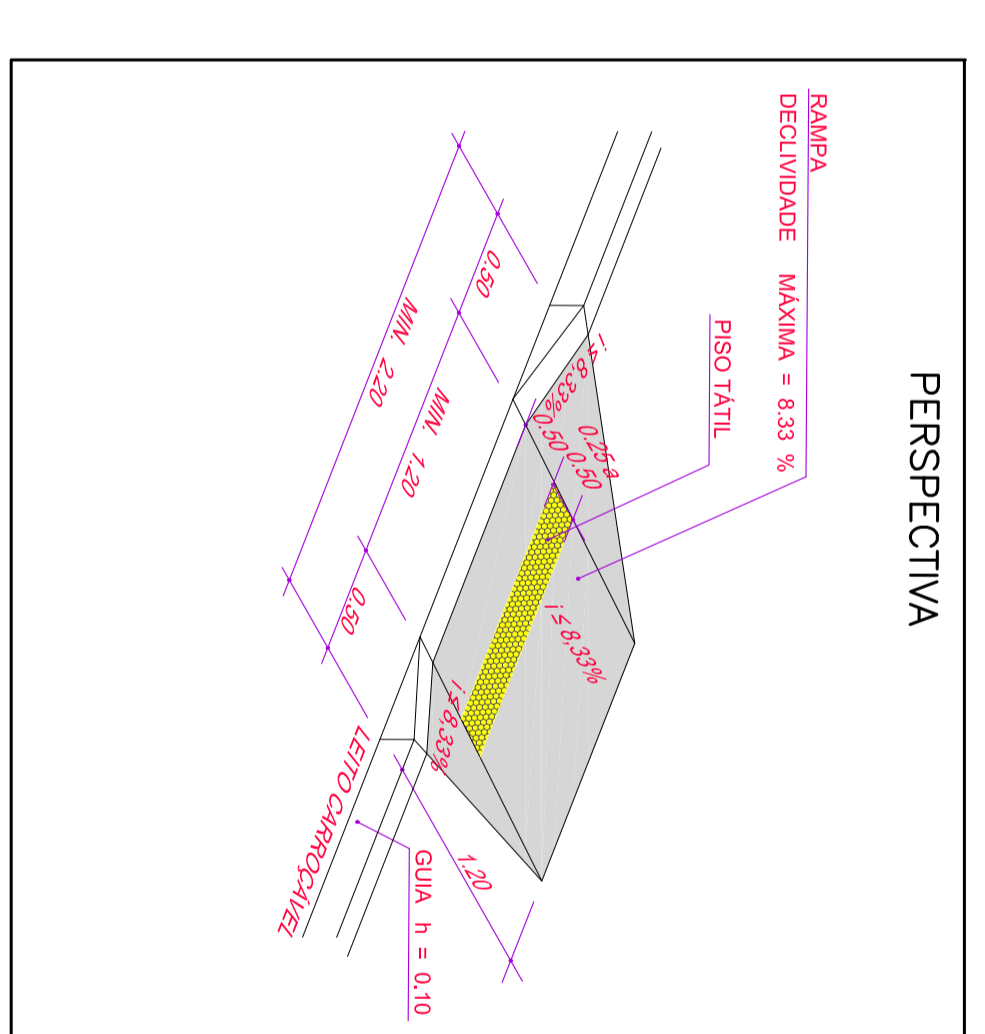 PERSPECTIVA
RAMPA
DECLIVIDADE MÁXIMA = 8.33 %
PISO TÁTIL
i ≤ 8,33%
0.25 a
0.50
0.50
i ≤ 8,33%
i ≤ 8,33%
0.50
MIN. 1.20
MIN. 2.20
0.50
1.20
GUIA h = 0.10
LEITO CARROÇÁVEL